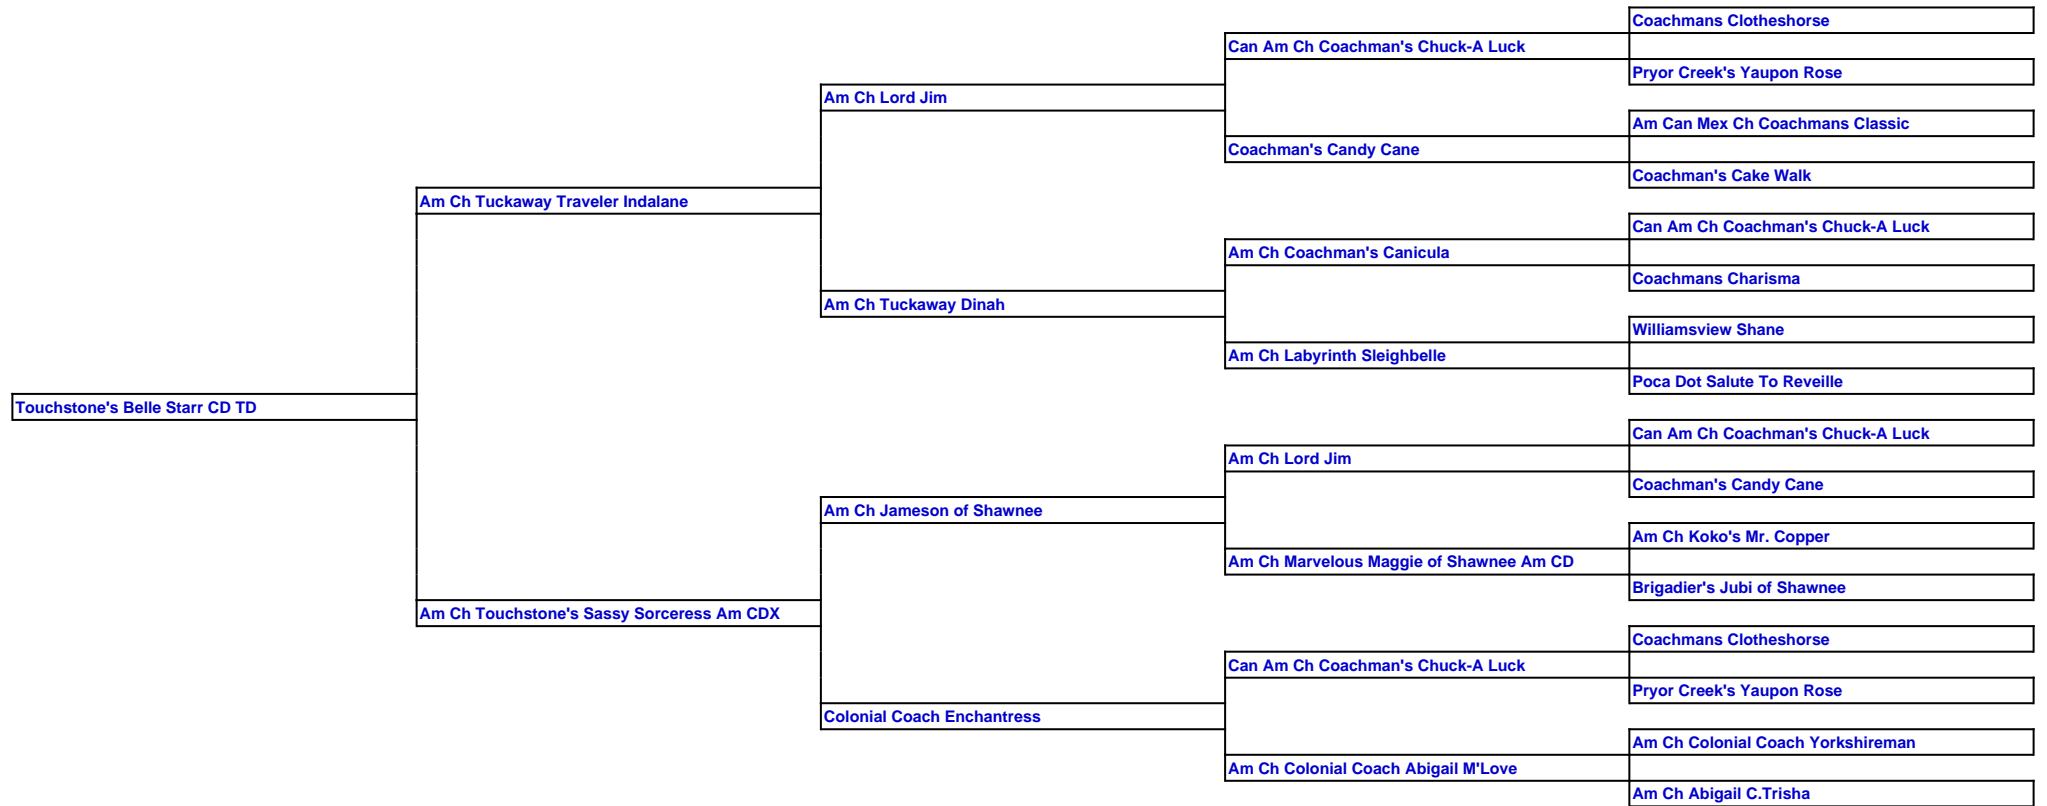 Coachmans Clotheshorse
Can Am Ch Coachman's Chuck-A Luck
Pryor Creek's Yaupon Rose
Am Ch Lord Jim
Am Can Mex Ch Coachmans Classic
Coachman's Candy Cane
Coachman's Cake Walk
Am Ch Tuckaway Traveler Indalane
Can Am Ch Coachman's Chuck-A Luck
Am Ch Coachman's Canicula
Coachmans Charisma
Am Ch Tuckaway Dinah
Williamsview Shane
Am Ch Labyrinth Sleighbelle
Poca Dot Salute To Reveille
Touchstone's Belle Starr CD TD
Can Am Ch Coachman's Chuck-A Luck
Am Ch Lord Jim
Coachman's Candy Cane
Am Ch Jameson of Shawnee
Am Ch Koko's Mr. Copper
Am Ch Marvelous Maggie of Shawnee Am CD
Brigadier's Jubi of Shawnee
Am Ch Touchstone's Sassy Sorceress Am CDX
Coachmans Clotheshorse
Can Am Ch Coachman's Chuck-A Luck
Pryor Creek's Yaupon Rose
Colonial Coach Enchantress
Am Ch Colonial Coach Yorkshireman
Am Ch Colonial Coach Abigail M'Love
Am Ch Abigail C.Trisha